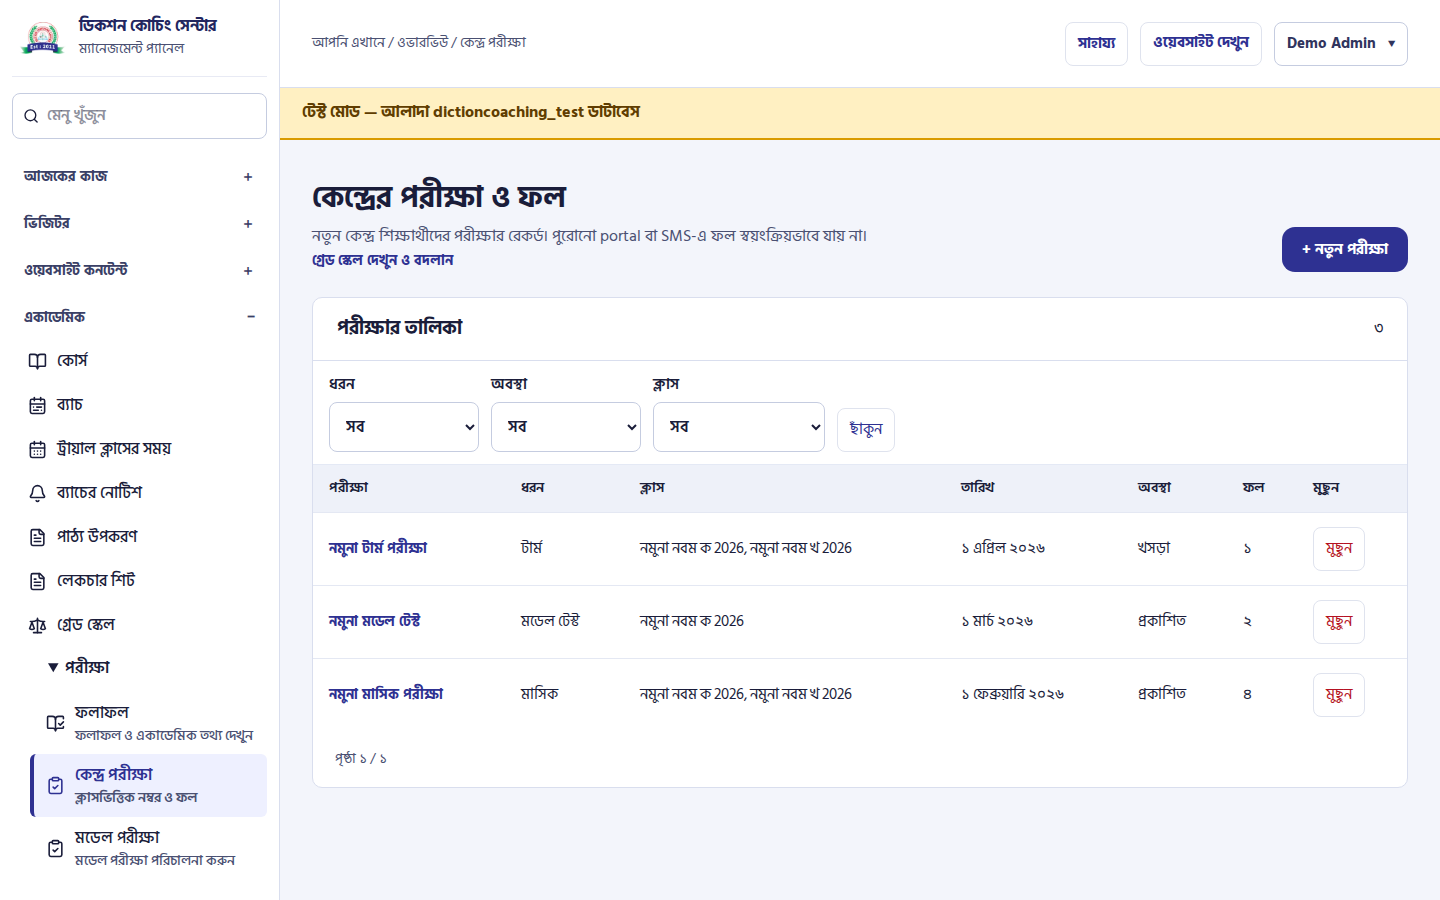 ডিকশন কোচিং সেন্টার
ম্যানেজমেন্ট প্যানেল
Est : 2011
আপনি এখানে / ওভারভিউ / কেন্দ্র পরীক্ষা
সাহায্য
ওয়েবসাইট দেখুন
Demo Admin ▾
মেনু খুঁজুন
টেস্ট মোড — আলাদা dictioncoaching_test ডাটাবেস
আজকের কাজ +
ভিজিটর +
ওয়েবসাইট কনটেন্ট +
একাডেমিক −
কোর্স
ব্যাচ
ট্রায়াল ক্লাসের সময়
ব্যাচের নোটিশ
পাঠ্য উপকরণ
লেকচার শিট
গ্রেড স্কেল
▼ পরীক্ষা
ফলাফল
ফলাফল ও একাডেমিক তথ্য দেখুন
কেন্দ্র পরীক্ষা
ক্লাসভিত্তিক নম্বর ও ফল
মডেল পরীক্ষা
মডেল পরীক্ষা পরিচালনা করুন
কেন্দ্রের পরীক্ষা ও ফল
নতুন কেন্দ্র শিক্ষার্থীদের পরীক্ষার রেকর্ড। পুরোনো portal বা SMS-এ ফল স্বয়ংক্রিয়ভাবে যায় না।
গ্রেড স্কেল দেখুন ও বদলান
+ নতুন পরীক্ষা
পরীক্ষার তালিকা ৩
ধরন অবস্থা ক্লাস
সব সব সব ছাঁকুন
পরীক্ষা ধরন ক্লাস তারিখ অবস্থা ফল মুছুন
নমুনা টার্ম পরীক্ষা টার্ম নমুনা নবম ক 2026, নমুনা নবম খ 2026 ১ এপ্রিল ২০২৬ খসড়া ১ মুছুন
নমুনা মডেল টেস্ট মডেল টেস্ট নমুনা নবম ক 2026 ১ মার্চ ২০২৬ প্রকাশিত ২ মুছুন
নমুনা মাসিক পরীক্ষা মাসিক নমুনা নবম ক 2026, নমুনা নবম খ 2026 ১ ফেব্রুয়ারি ২০২৬ প্রকাশিত ৪ মুছুন
পৃষ্ঠা ১ / ১